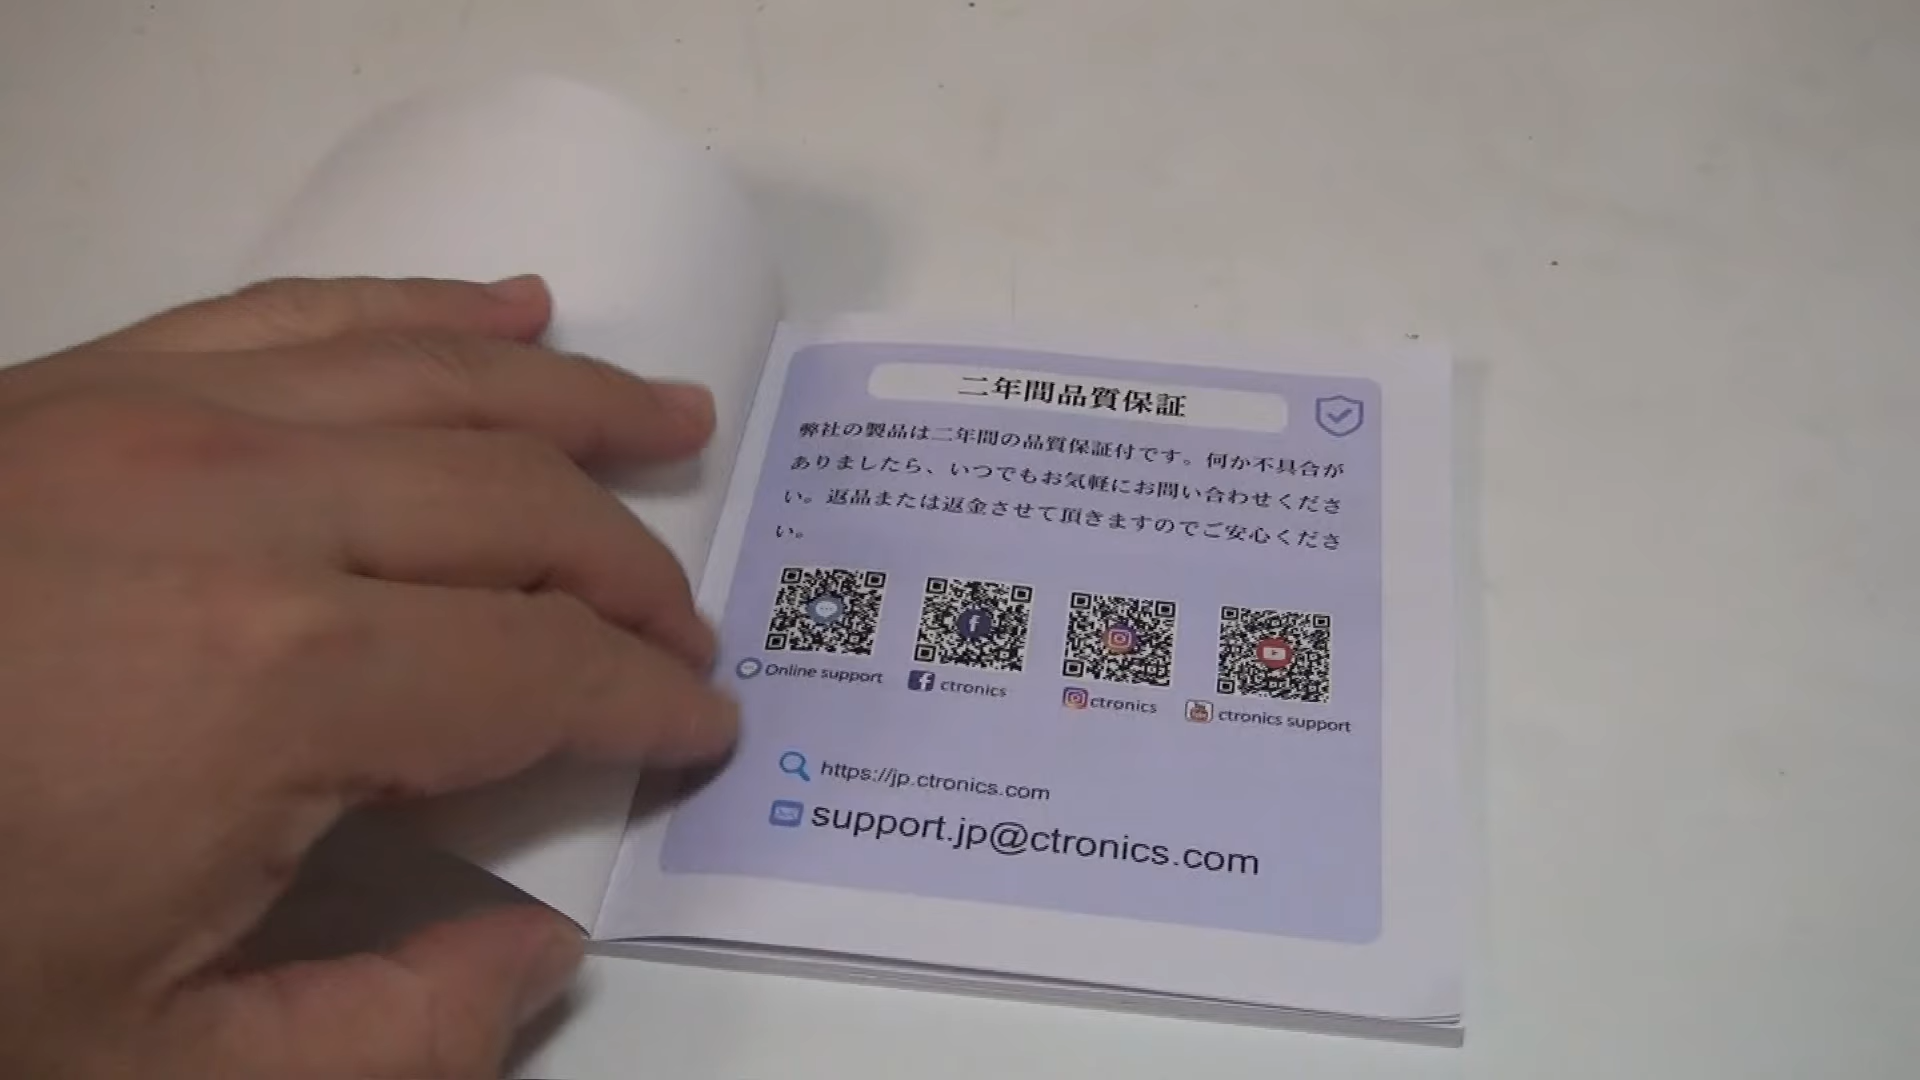 二年間品質保証
弊社の製品は二年間の品質保証付です。何か不具合が
ありましたら、いつでもお気軽にお問い合わせくださ
い。返品または返金させて頂きますのでご安心くださ
い。
Online support
ctronics
ctronics
ctronics support
https://jp.ctronics.com
support.jp@ctronics.com